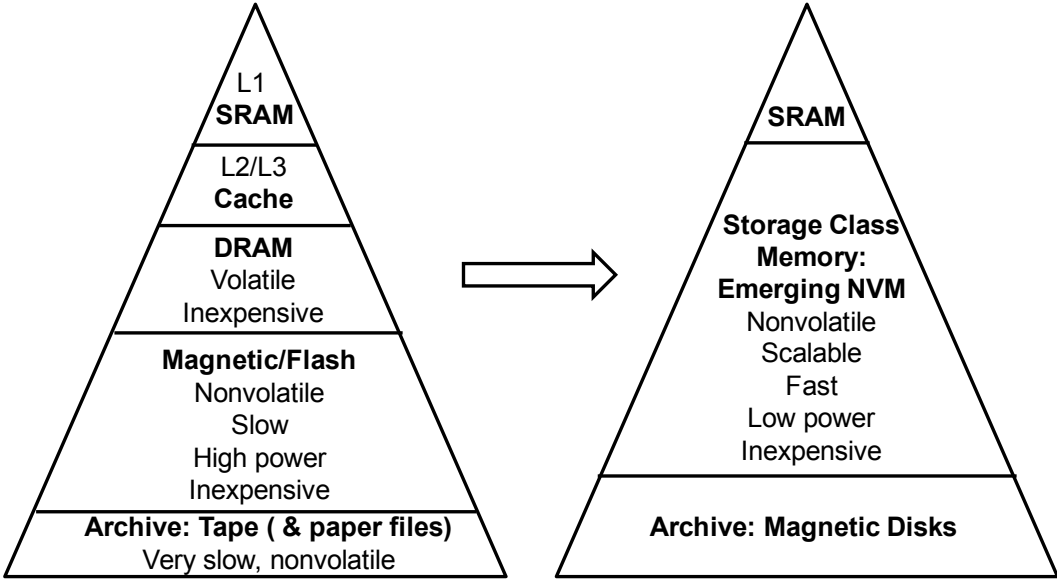 L1
SRAM
L2/L3
Cache
DRAM
Volatile
Inexpensive
Magnetic/Flash
Nonvolatile
Slow
High power
Inexpensive
Archive: Tape ( & paper files)
Very slow, nonvolatile
SRAM
Storage Class
Memory:
Emerging NVM
Nonvolatile
Scalable
Fast
Low power
Inexpensive
Archive: Magnetic Disks